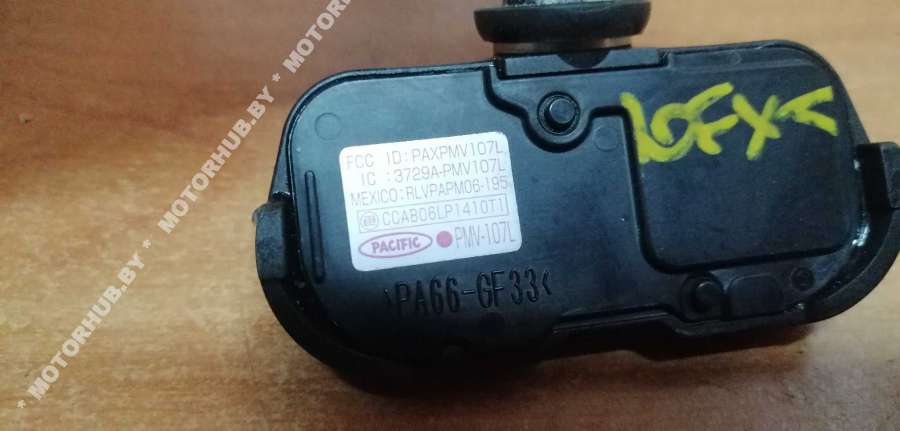 FCC ID: PAXPMV107L
IC : 3729A-PMV107L
MEXICO: RLVPAPM06-195
CCAB06LP1410T1
PACIFIC PMV-107L
>PA66-GF33<
* MOTORHUB.BY * MOTORHUB.BY * MOTORHUB.BY